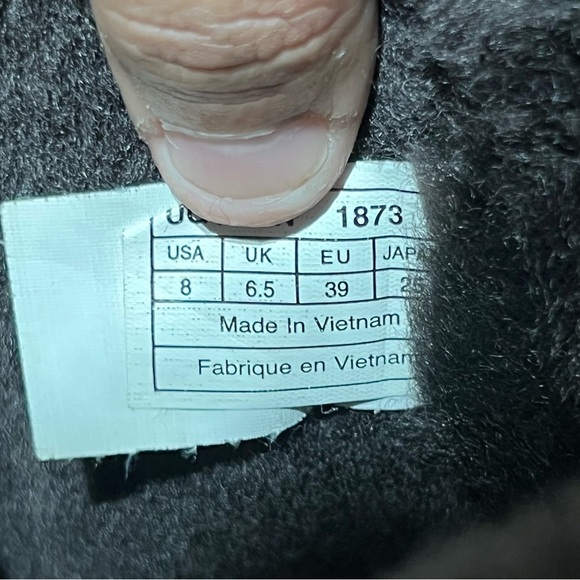 1873
USA UK EU
8 6.5 39
Made In Vietnam
Fabrique en Vietnam